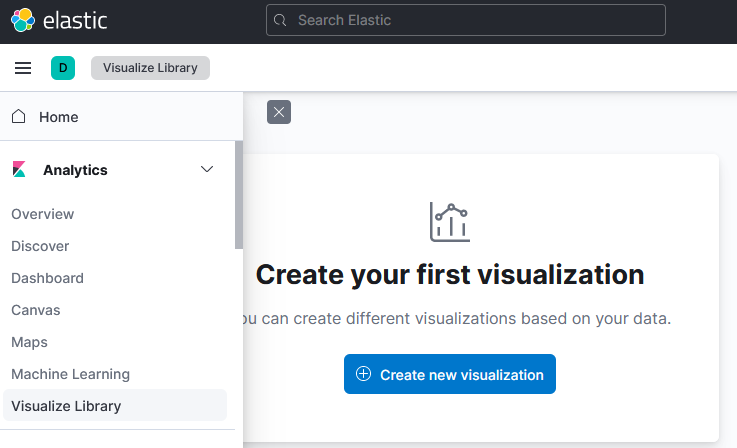 elastic
Search Elastic
D
Visualize Library
Home
Analytics
Overview
Discover
Dashboard
Canvas
Maps
Machine Learning
Visualize Library
Create your first visualization
ou can create different visualizations based on your data.
Create new visualization